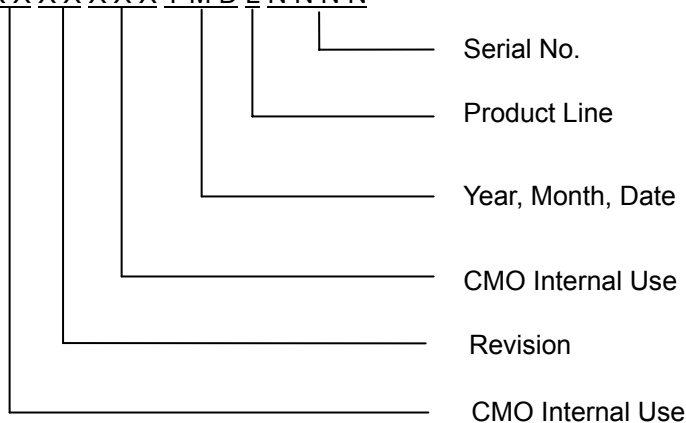 Serial No.
Product Line
Year, Month, Date
CMO Internal Use
Revision
CMO Internal Use